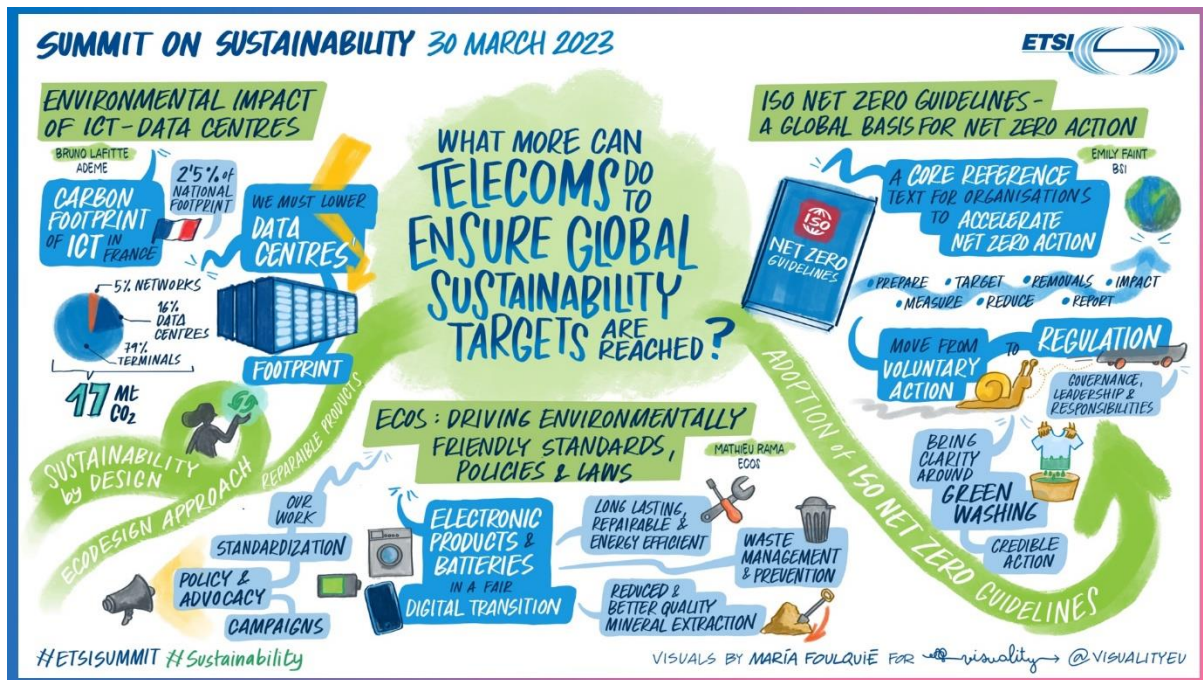 SUMMIT ON SUSTAINABILITY 30 MARCH 2023
ETSI
ENVIRONMENTAL IMPACT
OF ICT - DATA CENTRES
BRUNO LAFITTE
ADEME
CARBON
FOOTPRINT
OF ICT IN
FRANCE
2'5% of
NATIONAL
FOOTPRINT
WE MUST LOWER
DATA
CENTRES'
FOOTPRINT
5% NETWORKS
16%
DATA
CENTRES
79%
TERMINALS
17 Mt
CO2
SUSTAINABILITY
by DESIGN
ECODESIGN APPROACH
REPARAIBLE PRODUCTS
WHAT MORE CAN
TELECOMS DO
TO
ENSURE GLOBAL
SUSTAINABILITY
TARGETS ARE
REACHED?
ISO NET ZERO GUIDELINES -
A GLOBAL BASIS FOR NET ZERO ACTION
EMILY FAINT
BSI
ISO
NET ZERO
GUIDELINES
A CORE REFERENCE
TEXT FOR ORGANISATIONS
TO ACCELERATE
NET ZERO ACTION
• PREPARE • TARGET • REMOVALS • IMPACT
• MEASURE • REDUCE • REPORT
MOVE FROM
VOLUNTARY
ACTION
TO
REGULATION
GOVERNANCE,
LEADERSHIP &
RESPONSIBILITIES
BRING
CLARITY
AROUND
GREEN
WASHING
CREDIBLE
ACTION
ADOPTION of ISO NET ZERO GUIDELINES
ECOS: DRIVING ENVIRONMENTALLY
FRIENDLY STANDARDS,
POLICIES & LAWS
MATHIEU RAMA
ECOS
OUR
WORK
STANDARDIZATION
POLICY &
ADVOCACY
CAMPAIGNS
ELECTRONIC
PRODUCTS &
BATTERIES
IN A FAIR
DIGITAL TRANSITION
LONG LASTING,
REPAIRABLE &
ENERGY EFFICIENT
WASTE
MANAGEMENT
& PREVENTION
REDUCED &
BETTER QUALITY
MINERAL EXTRACTION
#ETSISUMMIT #Sustainability
VISUALS BY MARÍA FOULQUIÉ FOR visuality @VISUALITYEU